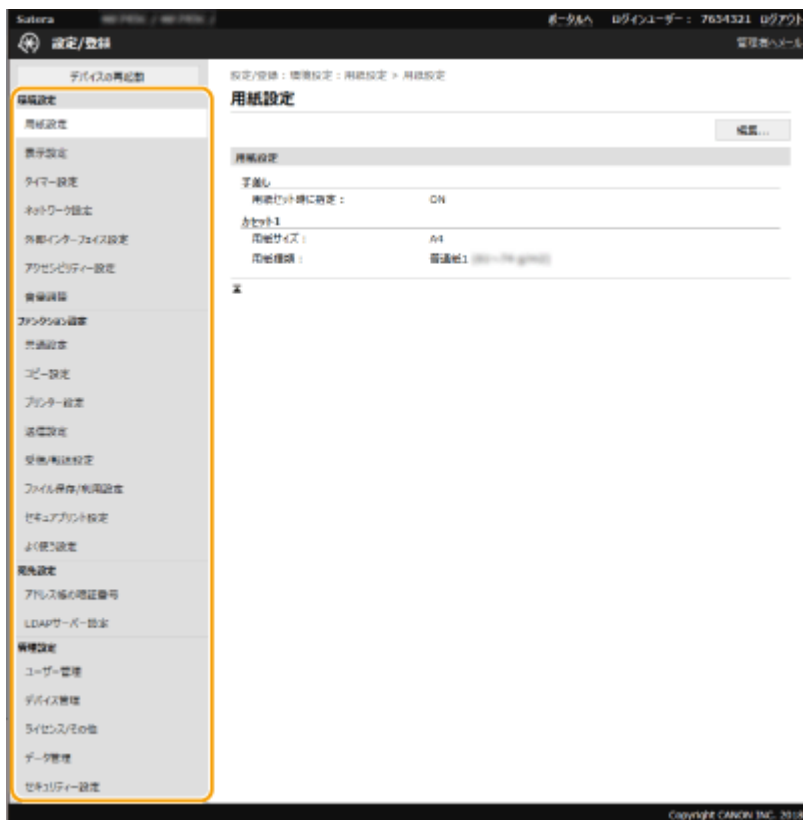 Satera
ポータルへ ログインユーザー： 7654321 ログアウト
設定/登録
管理者へメール
デバイスの再起動
設定/登録：環境設定：用紙設定 > 用紙設定
環境設定
用紙設定
用紙設定
編集...
表示設定
用紙設定
タイマー設定
手差し
用紙セット時に指定： ON
ネットワーク設定
カセット1
外部インターフェイス設定
用紙サイズ： A4
用紙種類： 普通紙1
アクセシビリティー設定
音量調整
ファンクション設定
共通設定
コピー設定
プリンター設定
送信設定
受信/転送設定
ファイル保存/利用設定
セキュアプリント設定
よく使う設定
宛先設定
アドレス帳の暗証番号
LDAPサーバー設定
管理設定
ユーザー管理
デバイス管理
ライセンス/その他
データ管理
セキュリティー設定
Copyright CANON INC. 2018